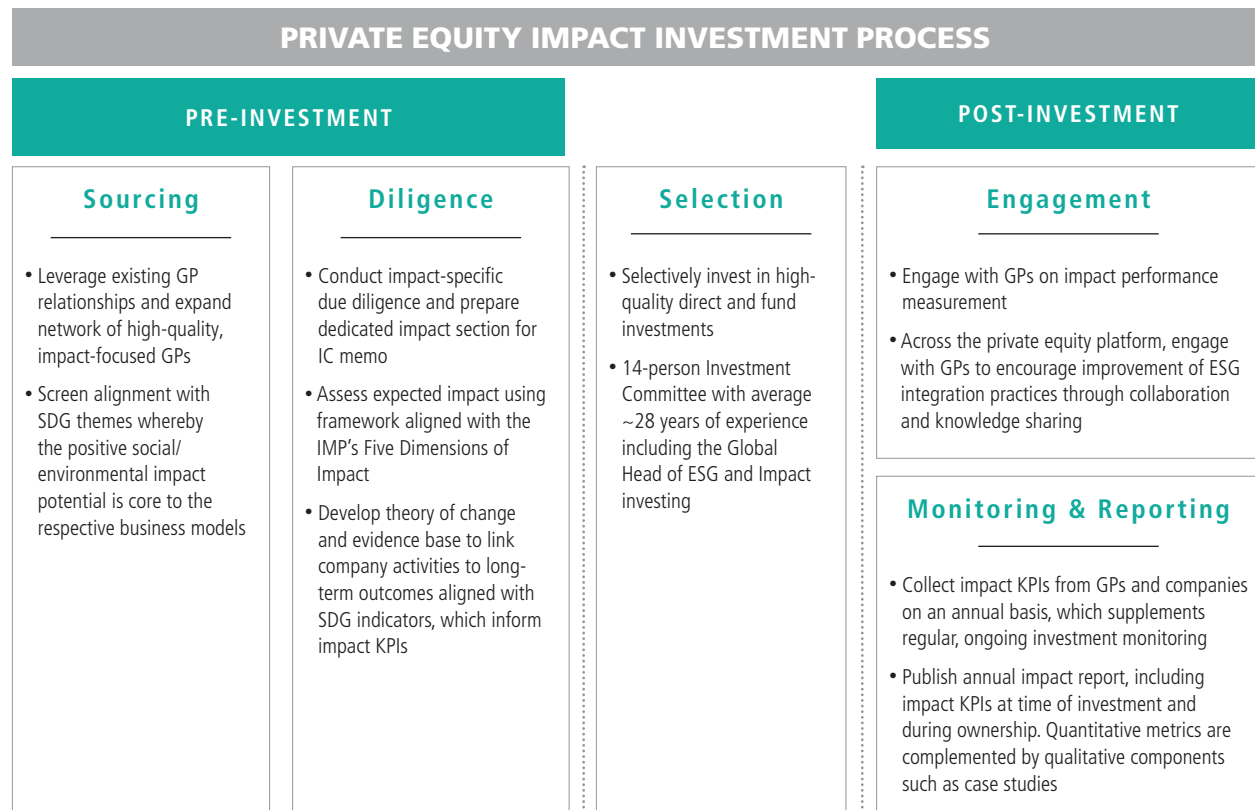 PRIVATE EQUITY IMPACT INVESTMENT PROCESS
PRE-INVESTMENT
Sourcing
• Leverage existing GP
relationships and expand
network of high-quality,
impact-focused GPs
• Screen alignment with
SDG themes whereby
the positive social/
environmental impact
potential is core to the
respective business models
Diligence
• Conduct impact-specific
due diligence and prepare
dedicated impact section for
IC memo
• Assess expected impact using
framework aligned with the
IMP's Five Dimensions of
Impact
• Develop theory of change
and evidence base to link
company activities to long-
term outcomes aligned with
SDG indicators, which inform
impact KPIs
Selection
• Selectively invest in high-
quality direct and fund
investments
• 14-person Investment
Committee with average
~28 years of experience
including the Global
Head of ESG and Impact
investing
POST-INVESTMENT
Engagement
• Engage with GPs on impact performance
measurement
• Across the private equity platform, engage
with GPs to encourage improvement of ESG
integration practices through collaboration
and knowledge sharing
Monitoring & Reporting
• Collect impact KPIs from GPs and companies
on an annual basis, which supplements
regular, ongoing investment monitoring
• Publish annual impact report, including
impact KPIs at time of investment and
during ownership. Quantitative metrics are
complemented by qualitative components
such as case studies